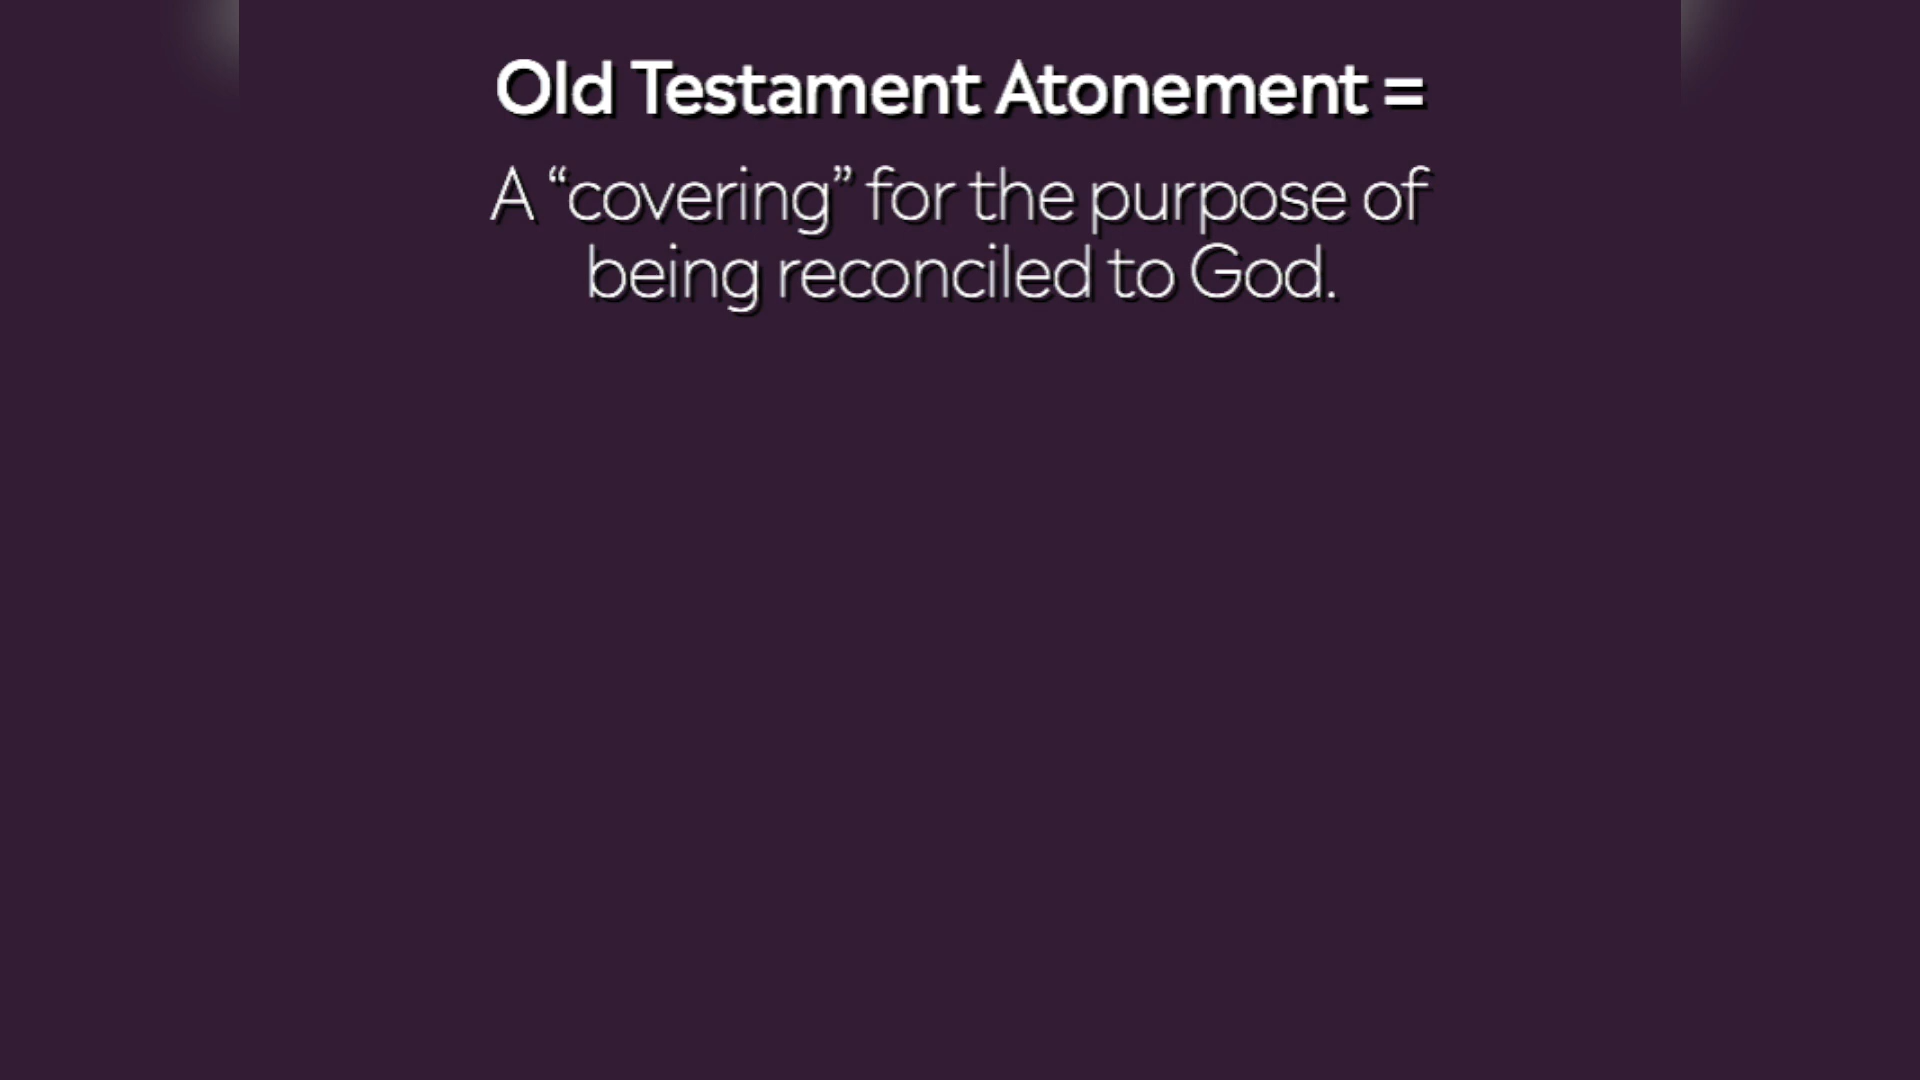 Old Testament Atonement =
A “covering” for the purpose of
being reconciled to God.